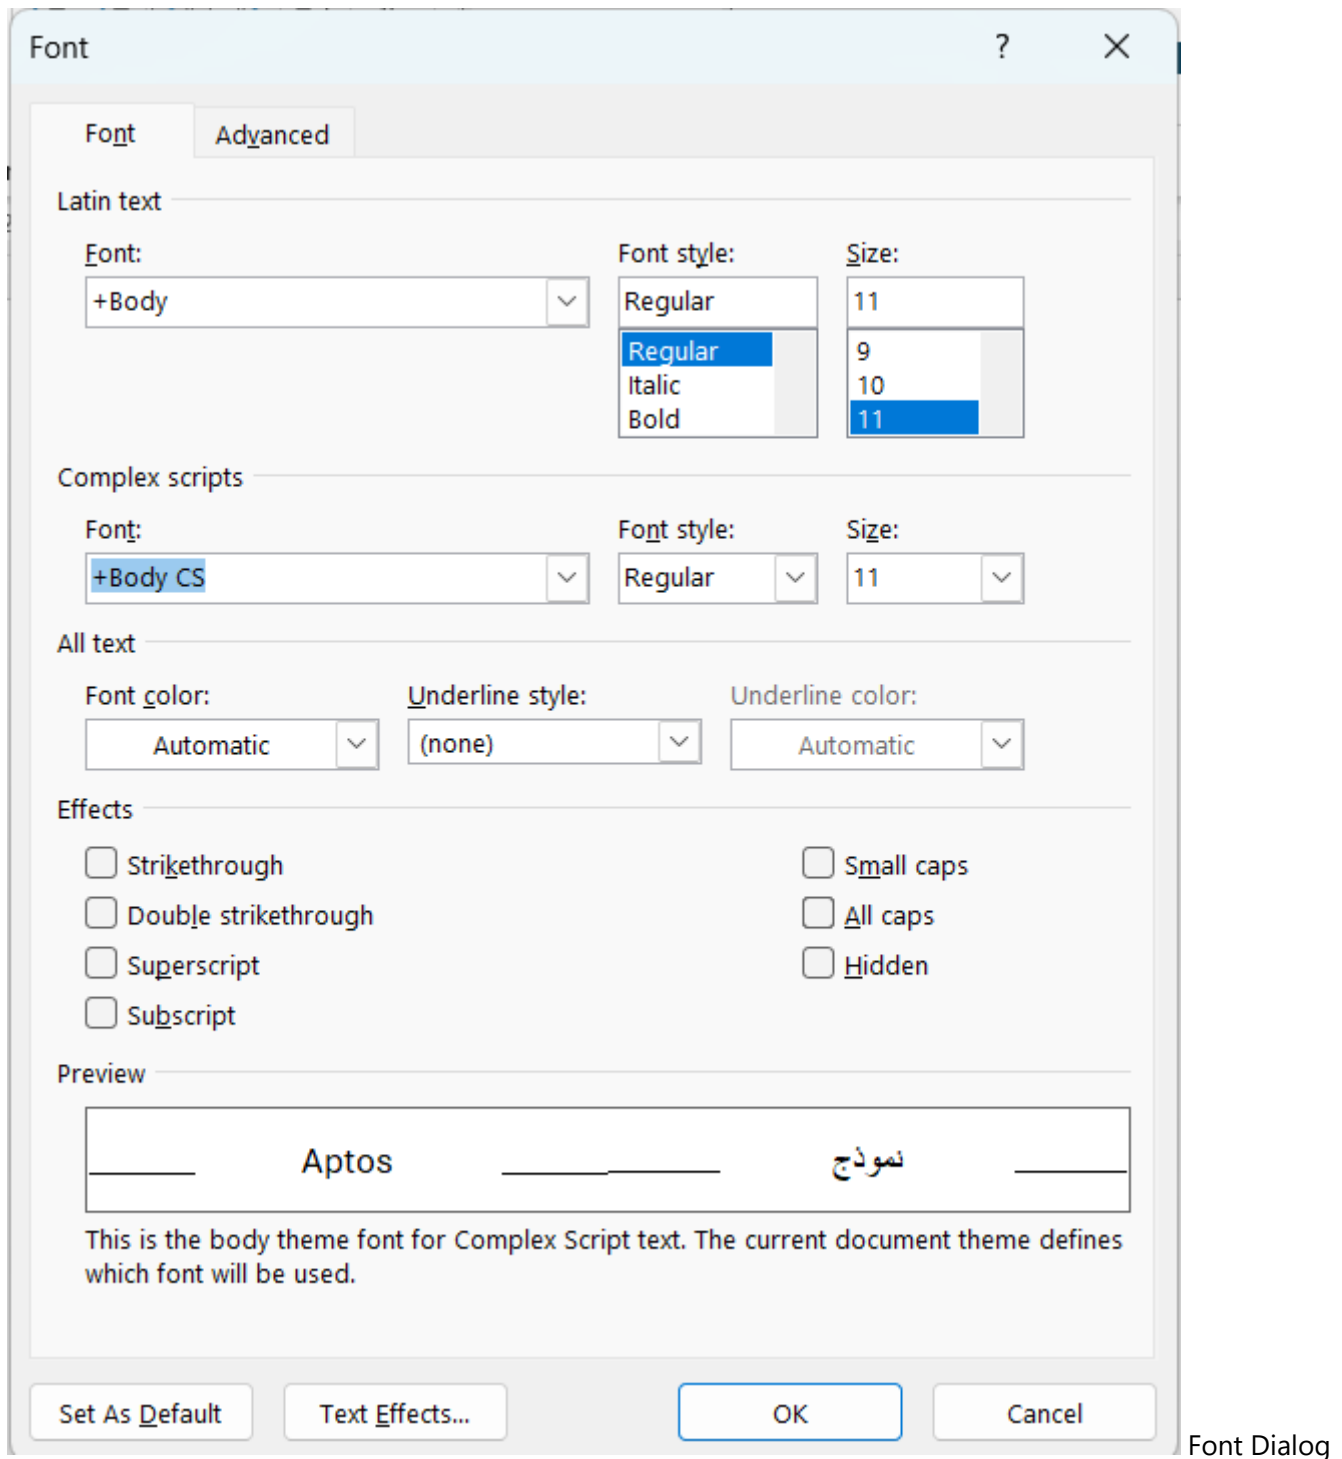 Font ?
Font Advanced
Latin text
Font: Font style: Size:
+Body Regular 11
Regular 9
Italic 10
Bold 11
Complex scripts
Font: Font style: Size:
+Body CS Regular 11
All text
Font color: Underline style: Underline color:
Automatic (none) Automatic
Effects
Strikethrough Small caps
Double strikethrough All caps
Superscript Hidden
Subscript
Preview
Aptos نموذج
This is the body theme font for Complex Script text. The current document theme defines
which font will be used.
Set As Default Text Effects... OK Cancel
Font Dialog